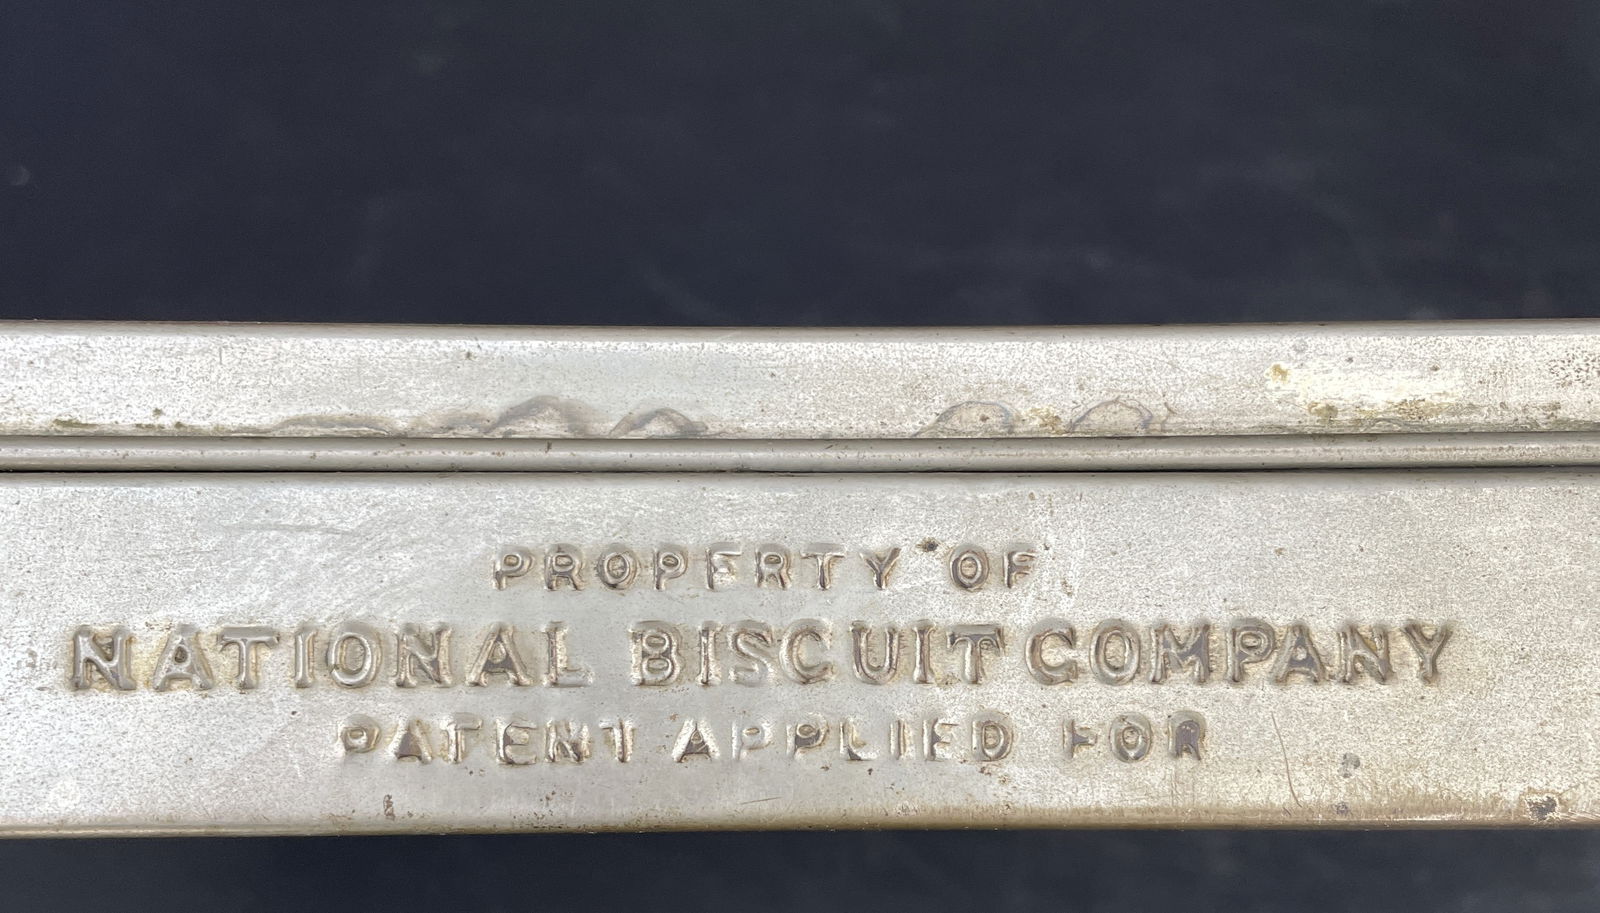 PROPERTY OF
NATIONAL BISCUIT COMPANY
PATENT APPLIED FOR